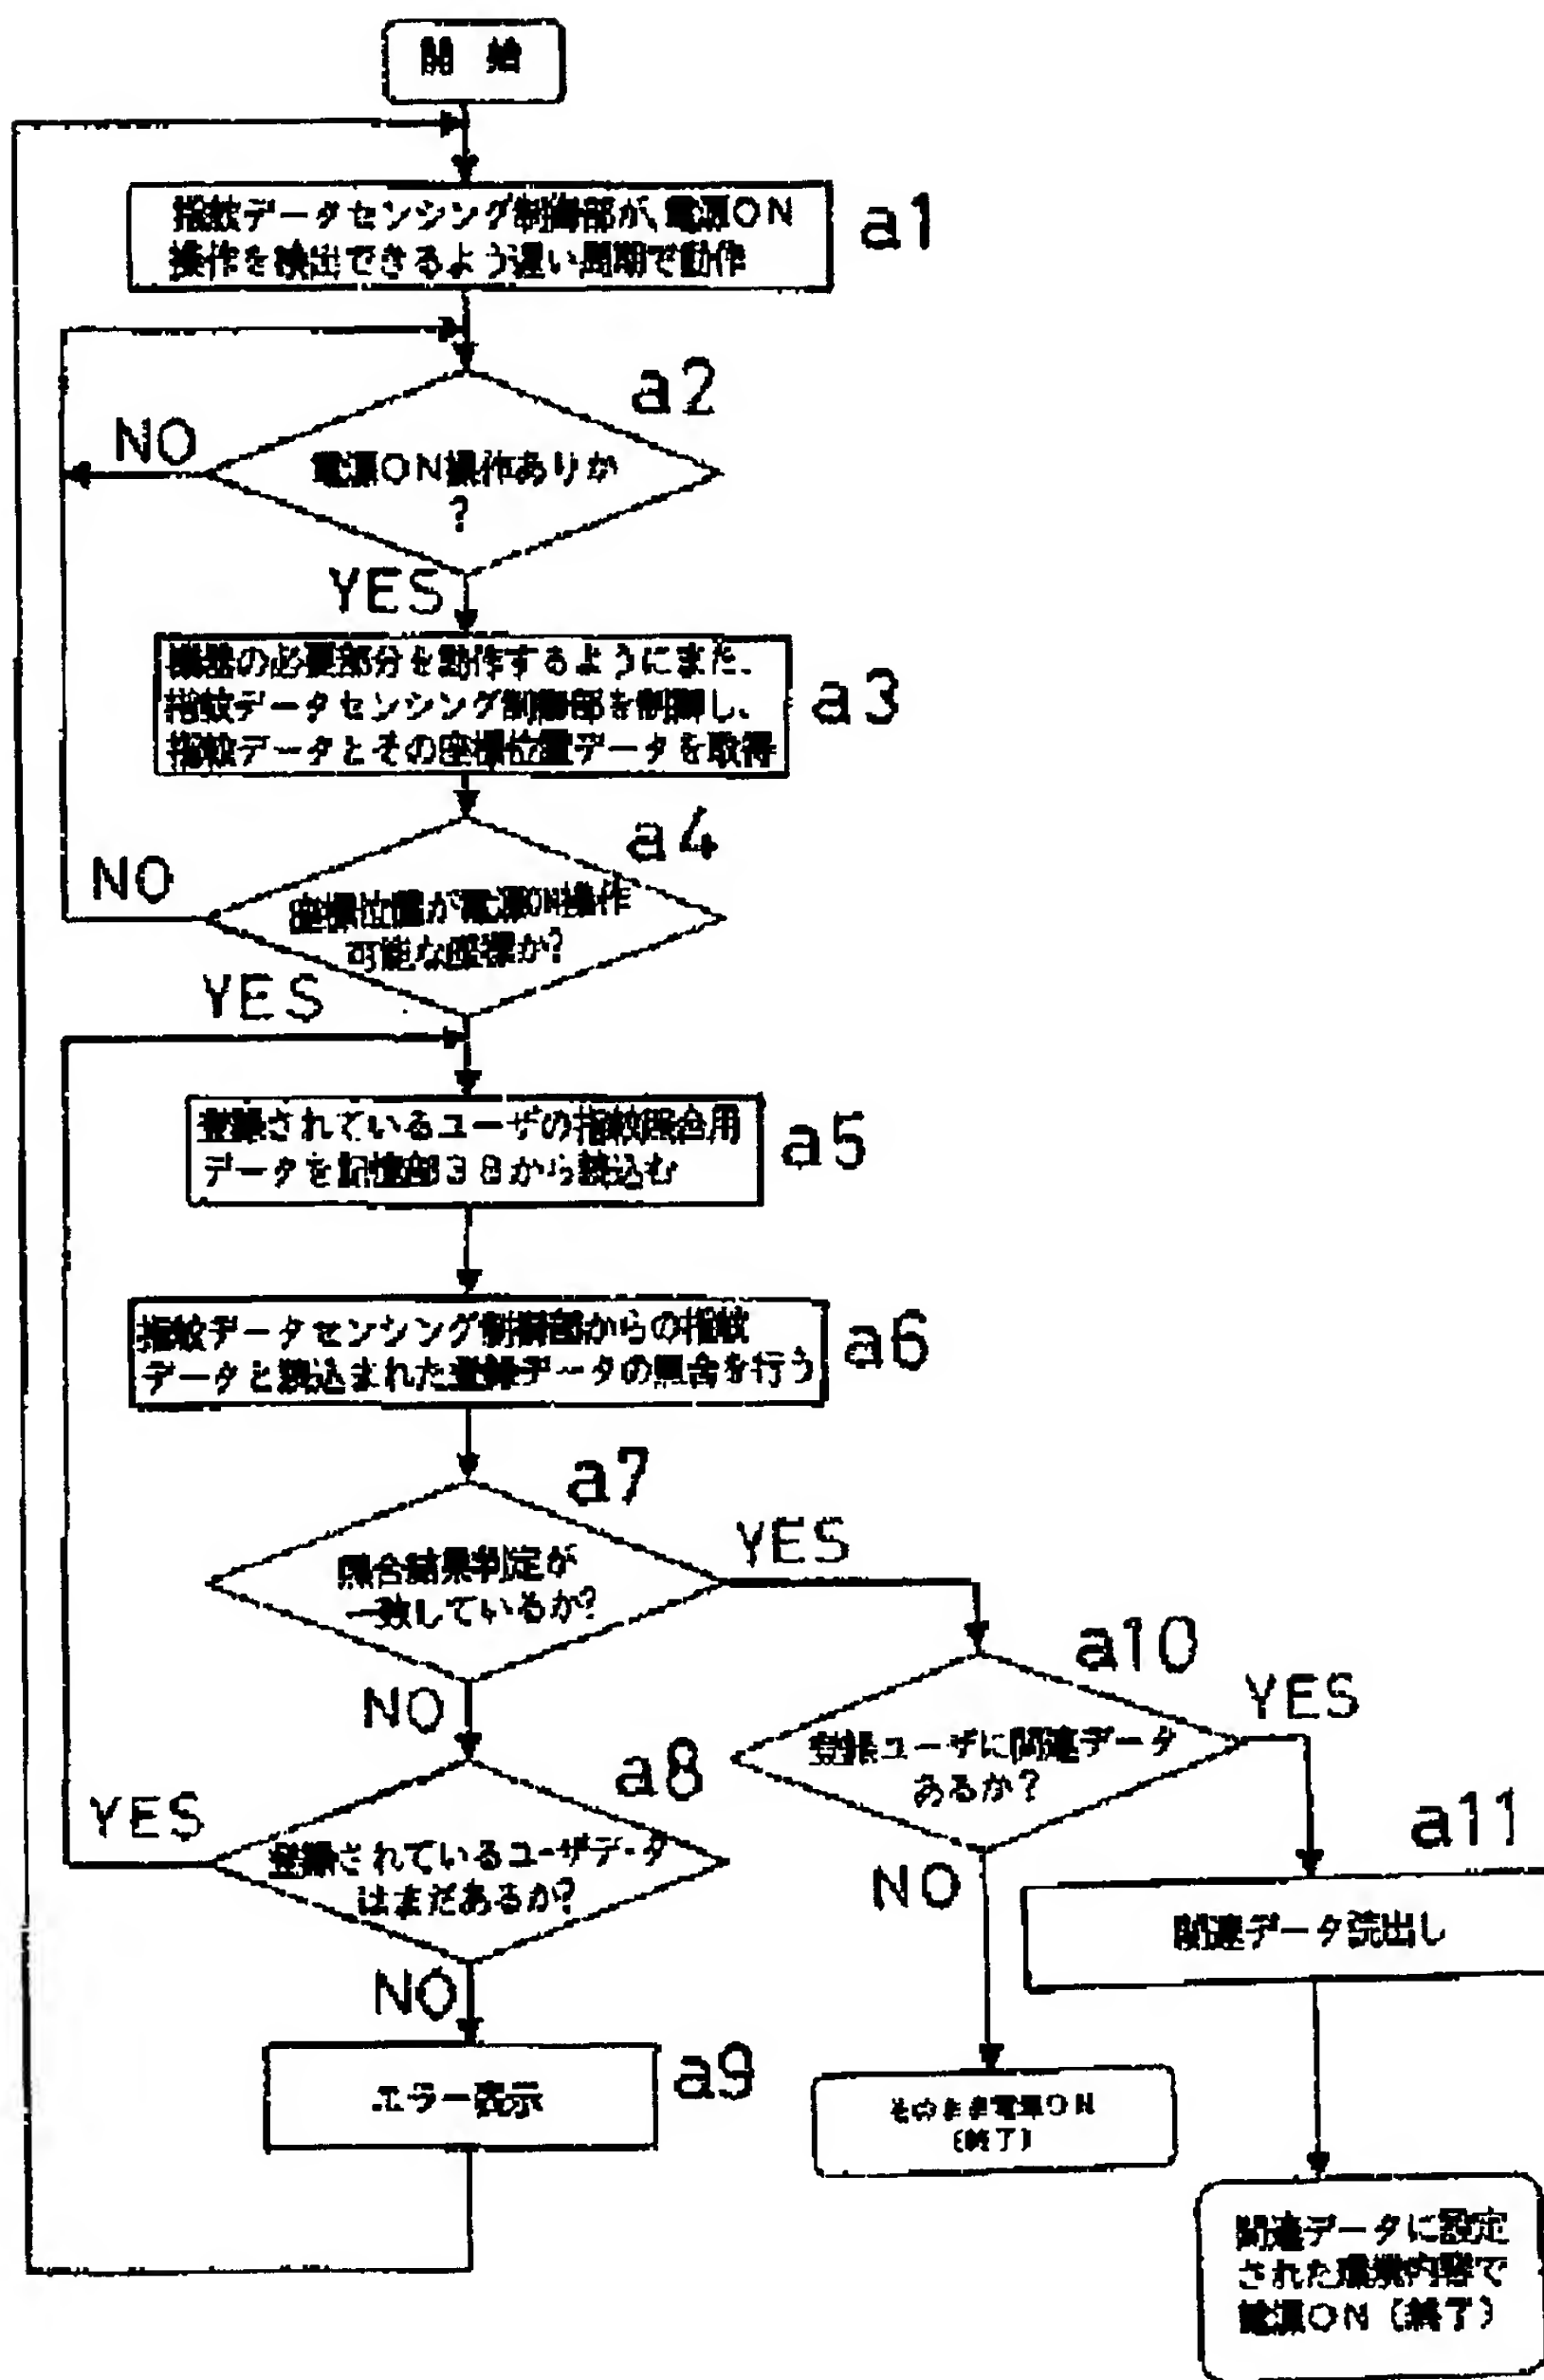 開 始
指紋データセンシング制御部が、電源ON
操作を検出できるよう遅い周期で動作
a1
a2
NO
電源ON操作ありか
?
YES
機器の必要部分を動作するようにまた、
指紋データセンシング制御部を制御し、
指紋データとその座標位置データを取得
a3
a4
NO
座標位置が電源ON操作
可能な座標か?
YES
登録されているユーザの指紋照合用
データを記憶部38から読込む
a5
指紋データセンシング制御部からの指紋
データと読込まれた登録データの照合を行う
a6
a7
YES
照合結果判定が
一致しているか?
NO
a10
YES
登録ユーザに関連データ
あるか?
NO
a8
YES
登録されているユーザデータ
はまだあるか?
NO
a11
関連データ読出し
エラー表示
a9
そのまま電源ON
(終了)
関連データに設定
された環境内容で
電源ON(終了)